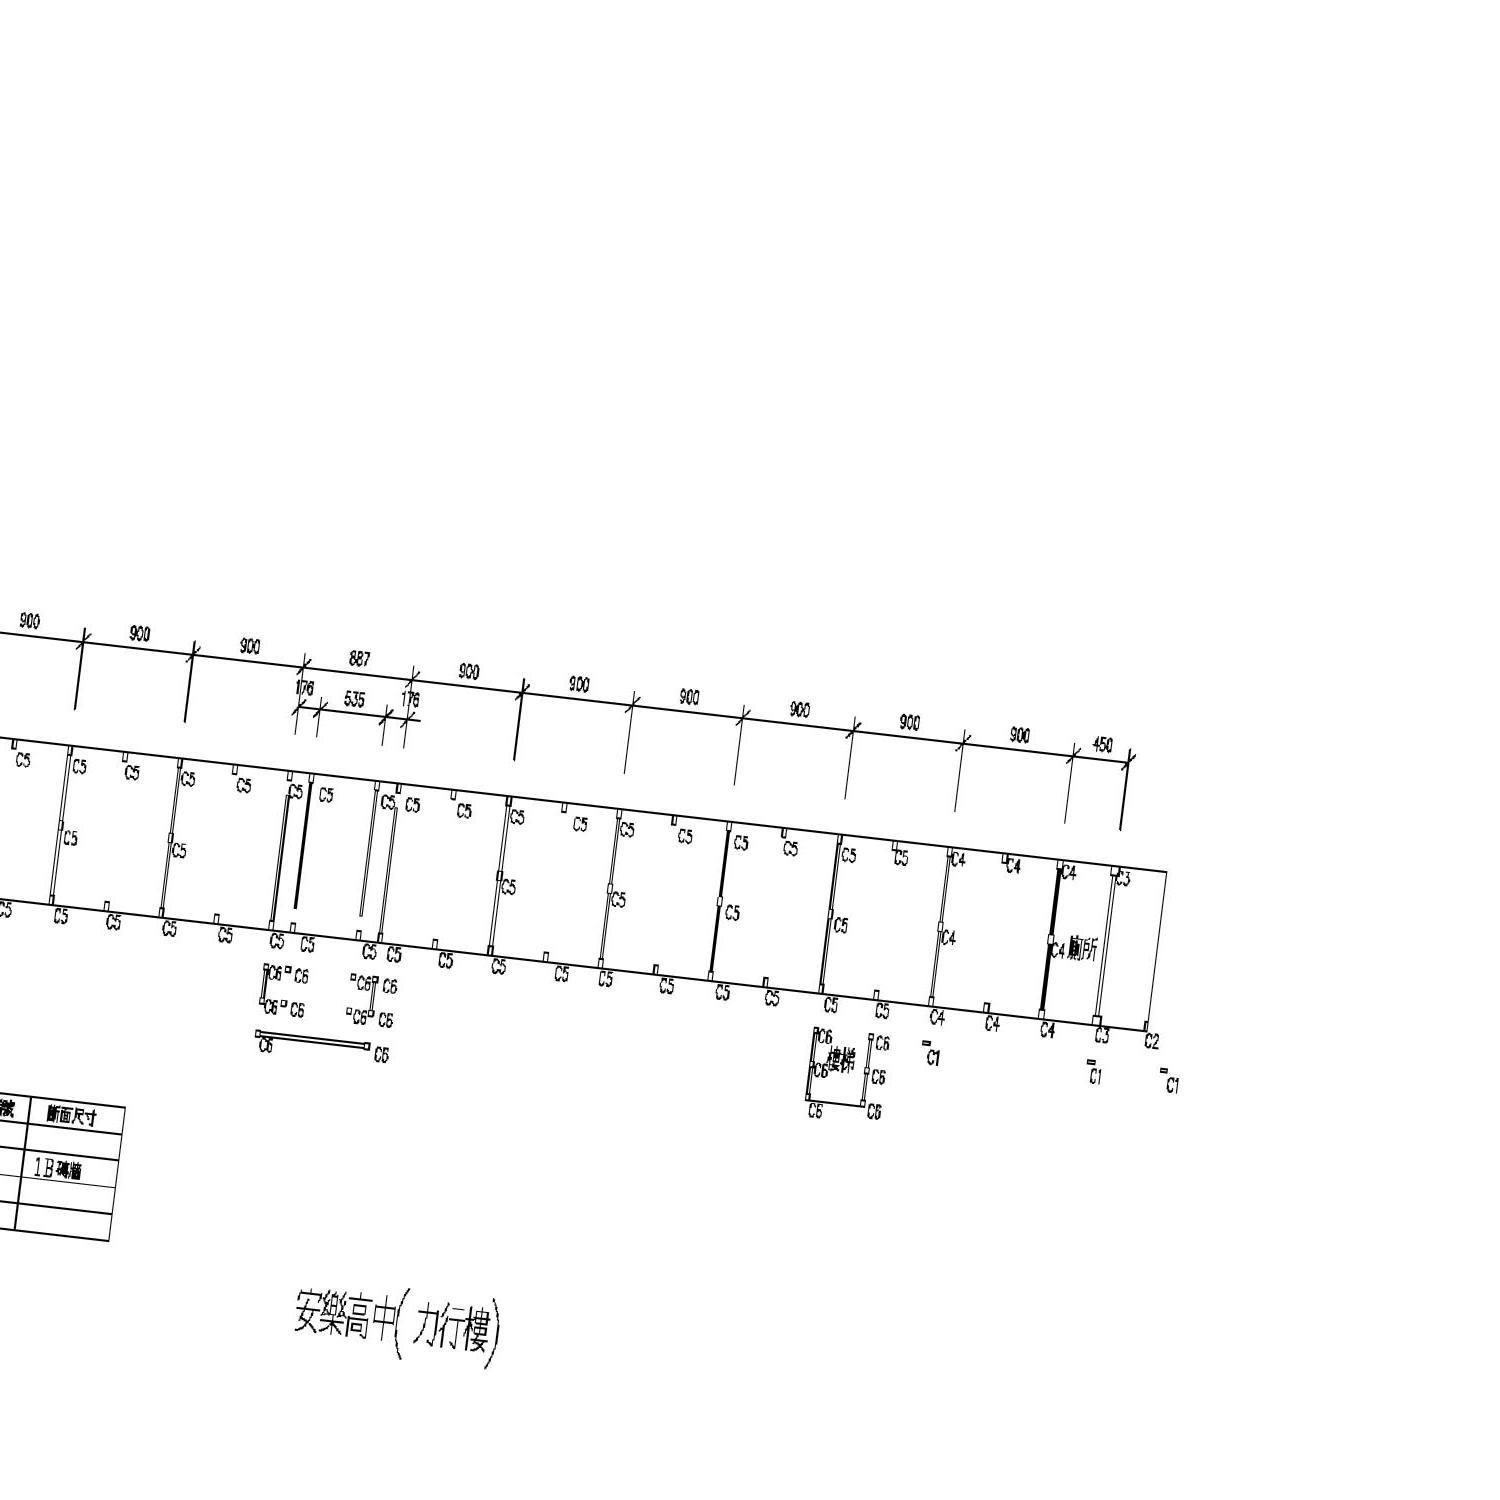 900 900 900 887 900 900 900 900 900 900 450
176 535 176
C5 C5 C5 C5 C5 C5 C5 C5 C5 C5 C5 C5 C5 C5 C5 C5 C5 C5 C4 C4 C4 C3
C5 C5 C5 C5 C5 C5 C4 C4 廁所
C5 C5 C5 C5 C5 C5 C5 C5 C5 C5 C5 C5 C5 C5 C5 C5 C5 C5 C4 C4 C4 C3 C2
C6 C6 C6 C6
C6 C6 C6 C6
C6 C6
C6 樓梯 C6 C1 C1 C1
C6 C6
C6 C6
號 斷面尺寸
1B 磚牆
安樂高中(力行樓)